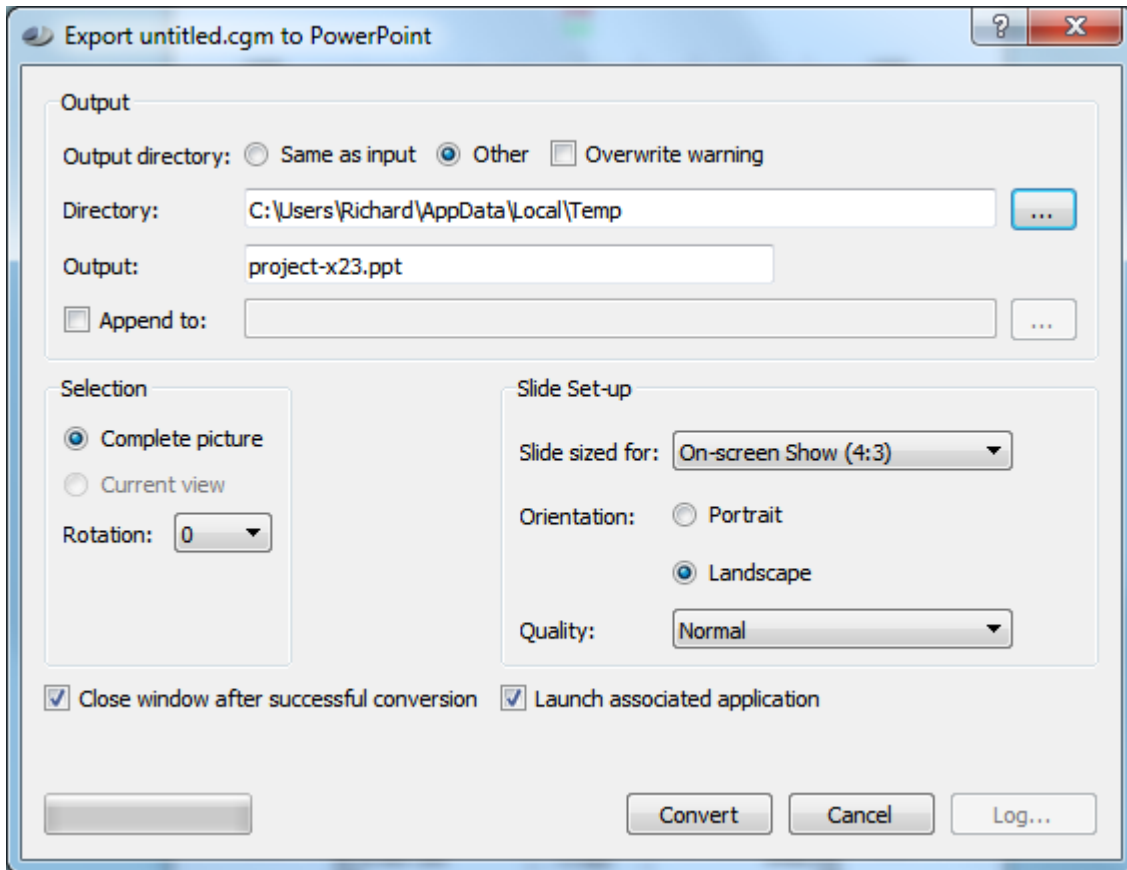 Export untitled.cgm to PowerPoint
Output
Output directory: Same as input Other Overwrite warning
Directory: C:\Users\Richard\AppData\Local\Temp ...
Output: project-x23.ppt
Append to: ...
Selection
Complete picture
Current view
Rotation: 0
Slide Set-up
Slide sized for: On-screen Show (4:3)
Orientation: Portrait
Landscape
Quality: Normal
Close window after successful conversion Launch associated application
Convert Cancel Log...